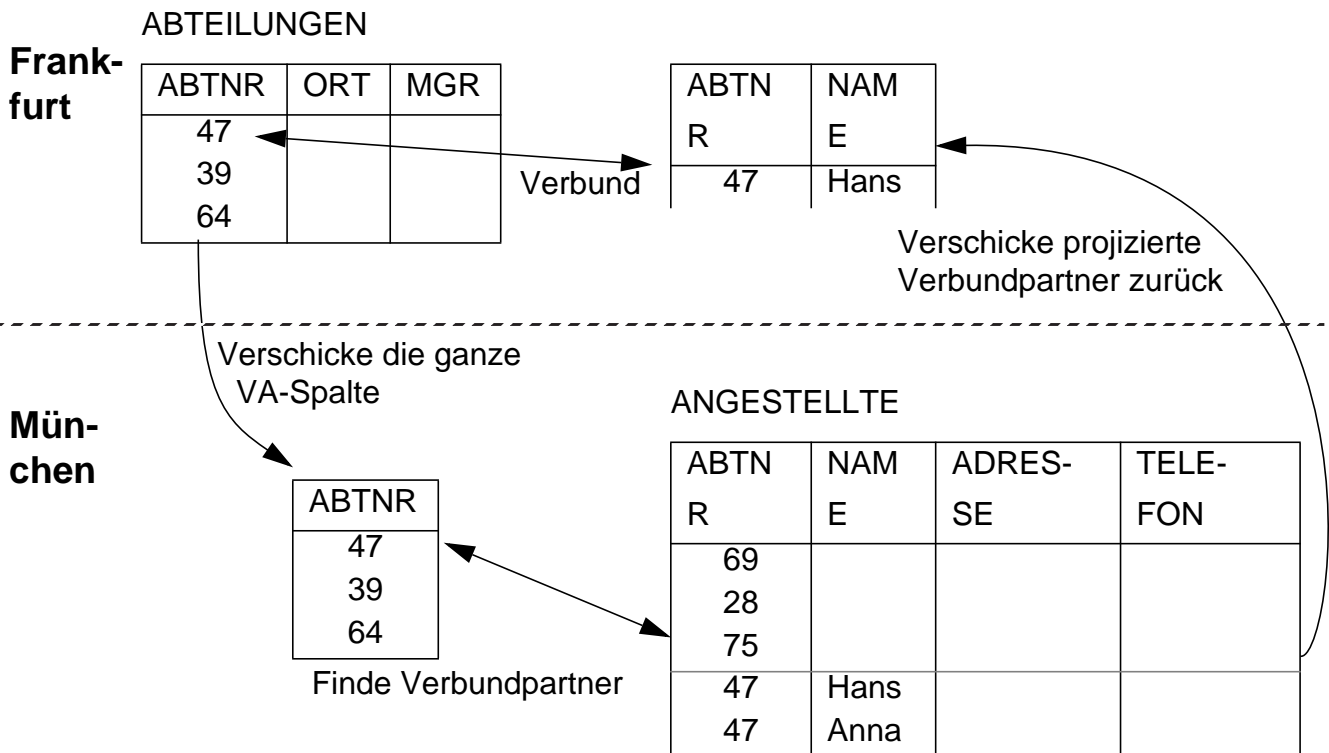 ABTEILUNGEN
Frank-
furt
ABTNR ORT MGR
47
39
64
Verbund
ABTN NAM
R E
47 Hans
Verschicke projizierte
Verbundpartner zurück
Verschicke die ganze
VA-Spalte
Mün-
chen
ABTNR
47
39
64
Finde Verbundpartner
ANGESTELLTE
ABTN NAM ADRES- TELE-
R E SE FON
69
28
75
47 Hans
47 Anna